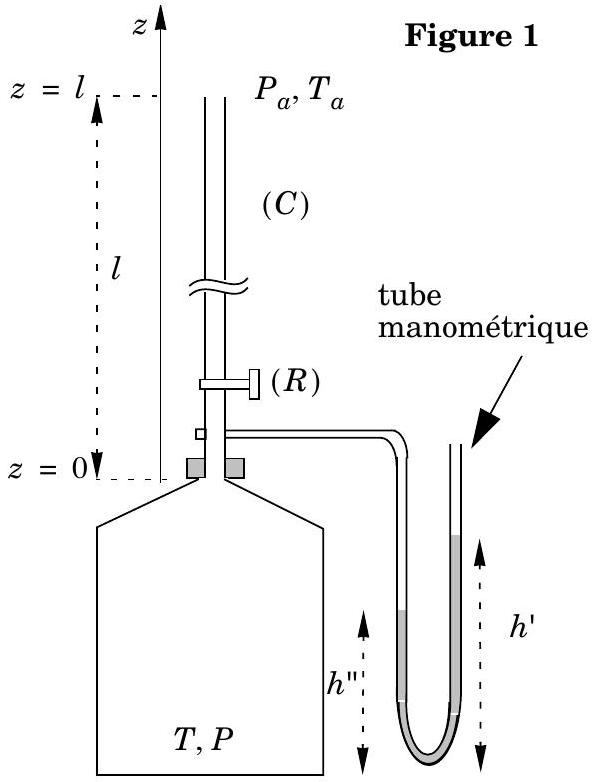 Figure 1
z
z = l
P_a, T_a
(C)
l
tube
manométrique
(R)
z = 0
h'
h"
T, P